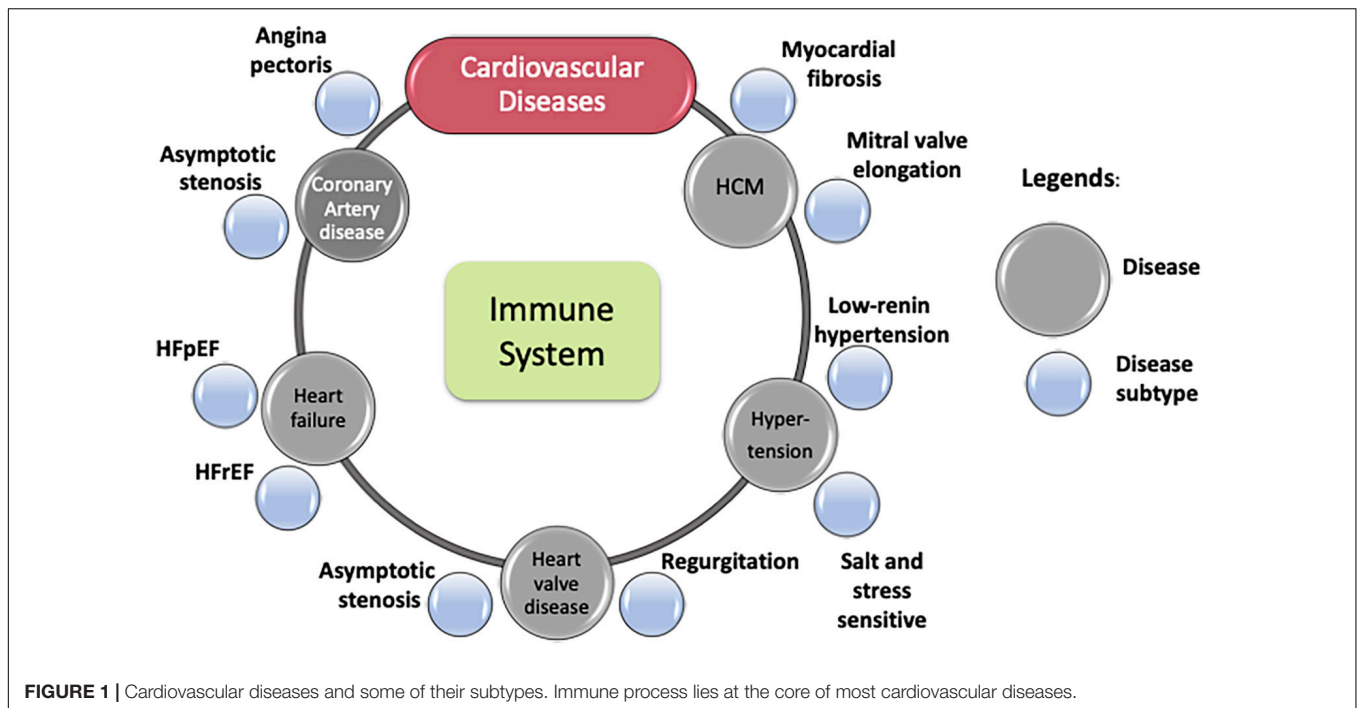 Cardiovascular
Diseases
Angina
pectoris
Asymptotic
stenosis
Coronary
Artery
disease
HFpEF
Heart
failure
HFrEF
Asymptotic
stenosis
Heart
valve
disease
Regurgitation
Myocardial
fibrosis
HCM
Mitral valve
elongation
Low-renin
hypertension
Hyper-
tension
Salt and
stress
sensitive
Immune
System
Legends:
Disease
Disease
subtype
FIGURE 1 | Cardiovascular diseases and some of their subtypes. Immune process lies at the core of most cardiovascular diseases.